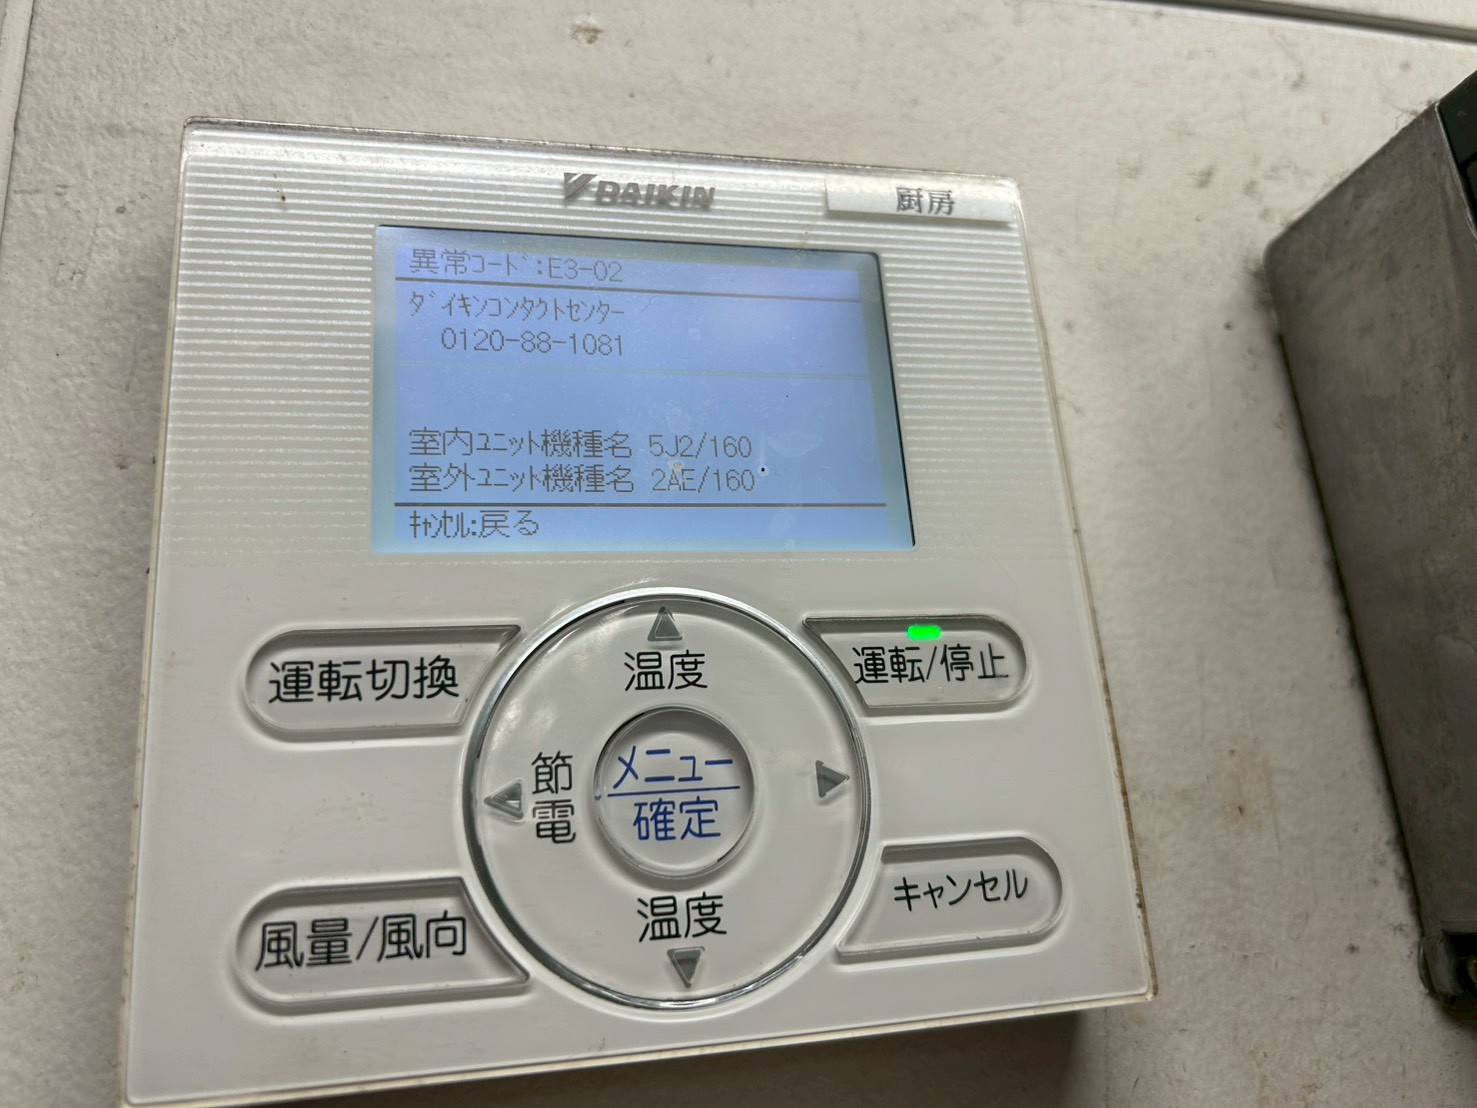 DAIKIN
厨房
異常コード:E3-02
ダイキンコンタクトセンター
0120-88-1081
室内ユニット機種名 5J2/160
室外ユニット機種名 2AE/160
キャンセル:戻る
運転切換
温度
運転/停止
節電
メニュー
確定
温度
風量/風向
キャンセル